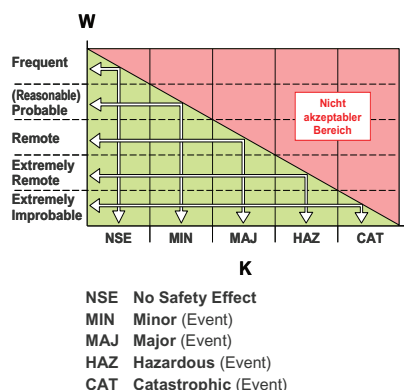 W
Frequent
(Reasonable)
Probable
Remote
Extremely
Remote
Extremely
Improbable
Nicht
akzeptabler
Bereich
NSE MIN MAJ HAZ CAT
K
NSE No Safety Effect
MIN Minor (Event)
MAJ Major (Event)
HAZ Hazardous (Event)
CAT Catastrophic (Event)